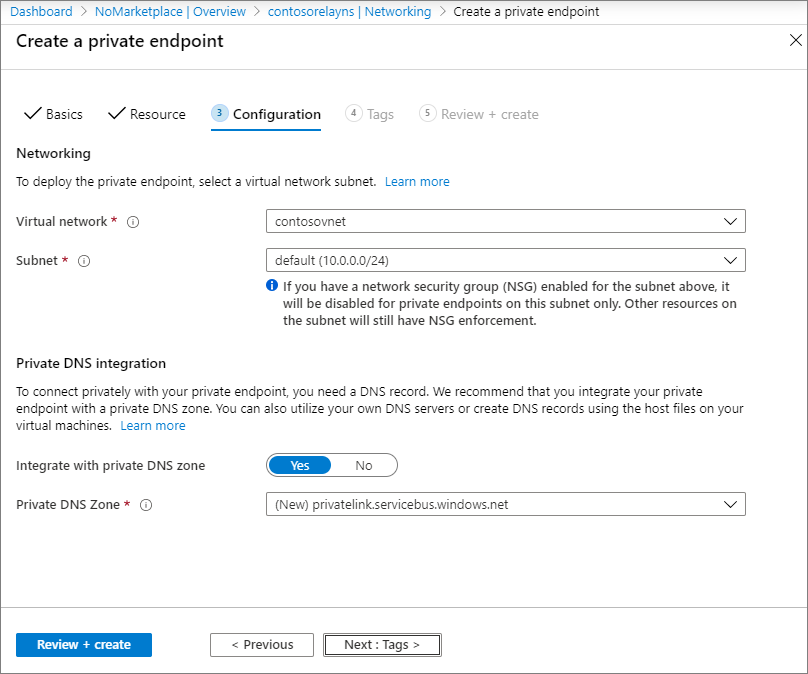 Dashboard > NoMarketplace | Overview > contosorelayns | Networking > Create a private endpoint
Create a private endpoint
Basics Resource 3 Configuration 4 Tags 5 Review + create
Networking
To deploy the private endpoint, select a virtual network subnet. Learn more
Virtual network * contosovnet
Subnet * default (10.0.0.0/24)
If you have a network security group (NSG) enabled for the subnet above, it
will be disabled for private endpoints on this subnet only. Other resources on
the subnet will still have NSG enforcement.
Private DNS integration
To connect privately with your private endpoint, you need a DNS record. We recommend that you integrate your private
endpoint with a private DNS zone. You can also utilize your own DNS servers or create DNS records using the host files on your
virtual machines. Learn more
Integrate with private DNS zone Yes No
Private DNS Zone * (New) privatelink.servicebus.windows.net
Review + create < Previous Next : Tags >